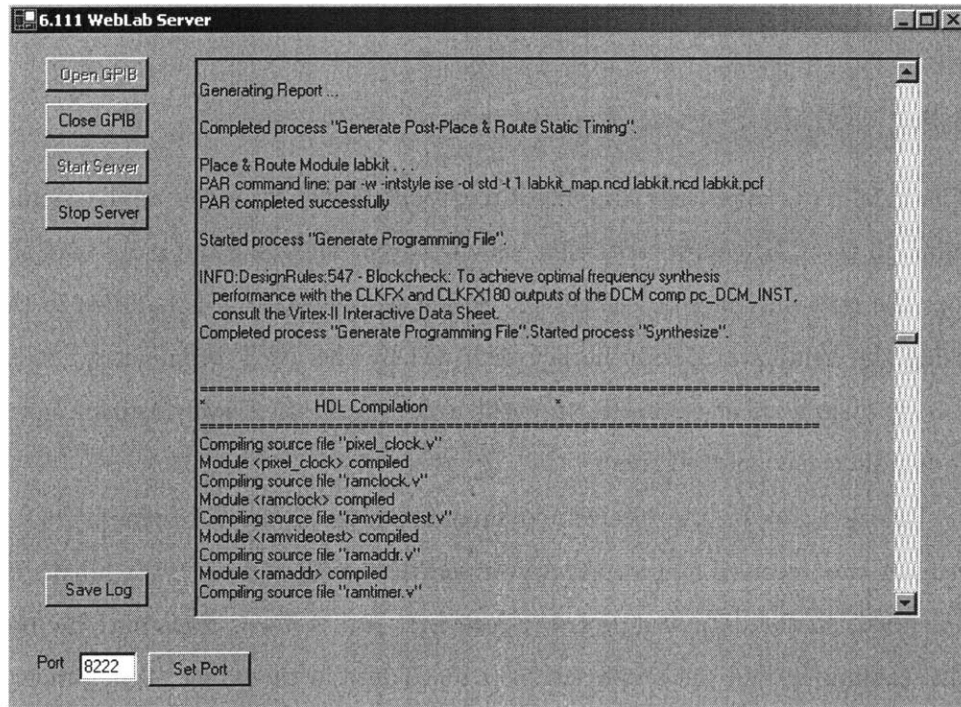 6.111 WebLab Server
Open GPIB
Close GPIB
Start Server
Stop Server
Generating Report ...
Completed process "Generate Post-Place & Route Static Timing".
Place & Route Module labkit . . .
PAR command line: par -w -intstyle ise -ol std -t 1 labkit_map.ncd labkit.ncd labkit.pcf
PAR completed successfully
Started process "Generate Programming File".
INFO:DesignRules:547 - Blockcheck: To achieve optimal frequency synthesis
performance with the CLKFX and CLKFX180 outputs of the DCM comp pc_DCM_INST,
consult the Virtex-II Interactive Data Sheet.
Completed process "Generate Programming File".Started process "Synthesize".
=========================================================================
* HDL Compilation *
=========================================================================
Compiling source file "pixel_clock.v"
Module <pixel_clock> compiled
Compiling source file "ramclock.v"
Module <ramclock> compiled
Compiling source file "ramvideotest.v"
Module <ramvideotest> compiled
Compiling source file "ramaddr.v"
Module <ramaddr> compiled
Compiling source file "ramtimer.v"
Save Log
Port 8222 Set Port